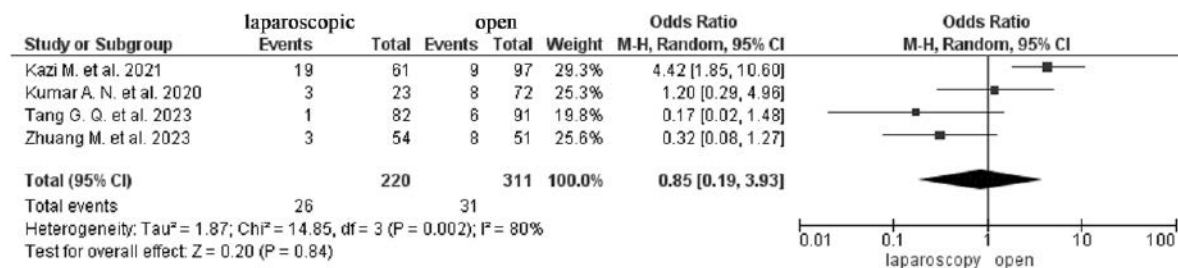 laparoscopic open Odds Ratio Odds Ratio
Study or Subgroup Events Total Events Total Weight M-H, Random, 95% CI M-H, Random, 95% CI
Kazi M. et al. 2021 19 61 9 97 29.3% 4.42 [1.85, 10.60]
Kumar A. N. et al. 2020 3 23 8 72 25.3% 1.20 [0.29, 4.96]
Tang G. Q. et al. 2023 1 82 6 91 19.8% 0.17 [0.02, 1.48]
Zhuang M. et al. 2023 3 54 8 51 25.6% 0.32 [0.08, 1.27]
Total (95% CI) 220 311 100.0% 0.85 [0.19, 3.93]
Total events 26 31
Heterogeneity: Tau² = 1.87; Chi² = 14.85, df = 3 (P = 0.002); I² = 80%
Test for overall effect: Z = 0.20 (P = 0.84)
0.01 0.1 1 10 100
laparoscopy open